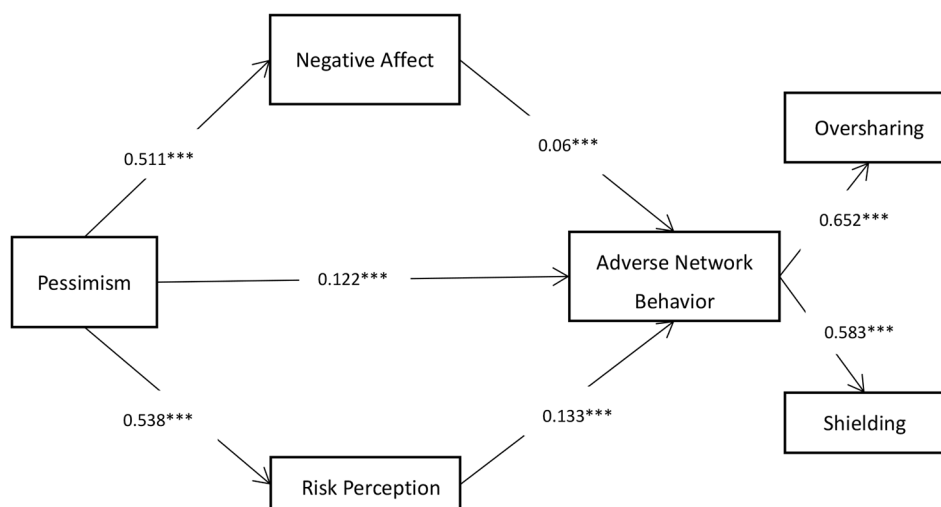 Negative Affect
Oversharing
0.511***
0.06***
0.652***
Pessimism
0.122***
Adverse Network
Behavior
0.583***
0.538***
0.133***
Shielding
Risk Perception